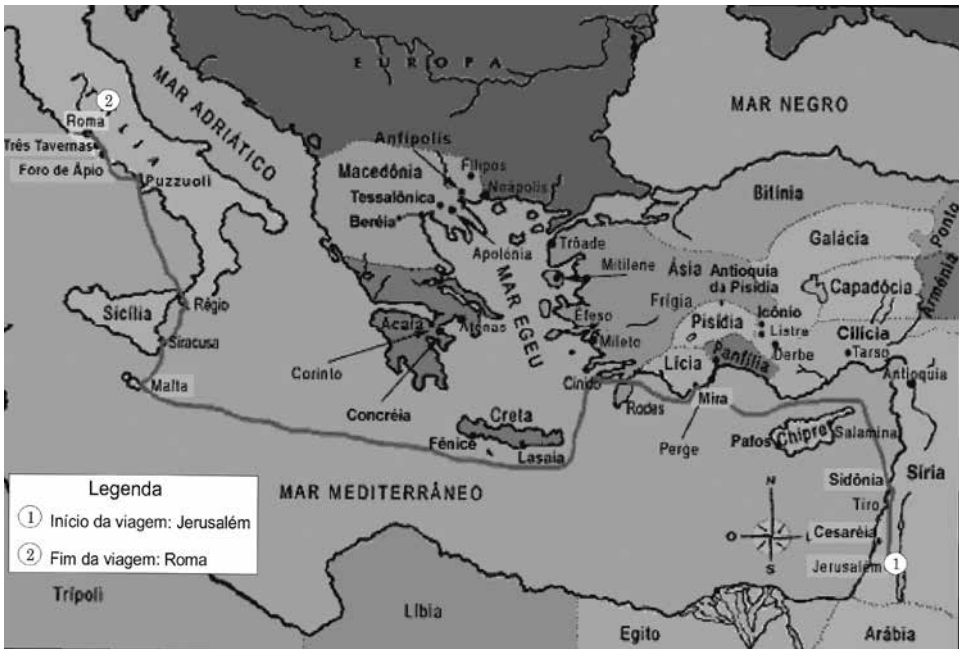 EUROPA
MAR NEGRO
MAR ADRIÁTICO
2
Roma
Três Tavernas
Foro de Ápio
Puzzuoli
Anfípolis
Macedônia
Filipos
Neápolis
Tessalônica
Beréia
Apolônia
Trôade
Mitilene
MAR EGEU
Bitínia
Ponto
Galácia
Ásia
Antioquia
da Pisídia
Capadócia
Armênia
Frígia
Icônio
Pisídia
Listre
Cilícia
Derbe
Tarso
Panfília
Lícia
Antioquia
Éfeso
Mileto
Cinido
Rodes
Mira
Perge
Sicília
Régio
Siracusa
Malta
Acaia
Atenas
Corinto
Concréia
Creta
Fênice
Lasaia
Pafos
Chipre
Salamina
Sidônia
Síria
Tiro
Cesaréia
Jerusalém
1
MAR MEDITERRÂNEO
N
O
L
S
Legenda
1 Início da viagem: Jerusalém
2 Fim da viagem: Roma
Trípoli
Líbia
Egito
Arábia